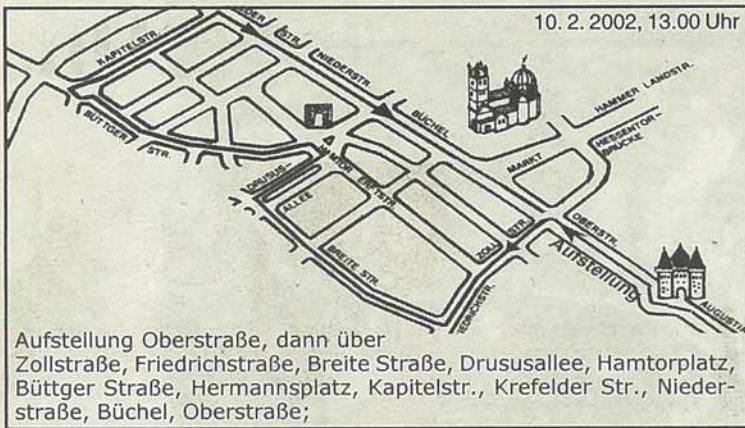 10. 2. 2002, 13.00 Uhr
KAPITELSTR.
STR.
NIEDERSTR.
BÜCHEL
HAMMER LANDSTR.
HESSENTOR-
BRÜCKE
MARKT
BÜTTGER
STR.
DRUSUS-
ALLEE
BREITE STR.
ZOLL STR.
OBERSTR.
Aufstellung
Aufstellung Oberstraße, dann über
Zollstraße, Friedrichstraße, Breite Straße, Drususallee, Hamtorplatz,
Büttger Straße, Hermannsplatz, Kapitelstr., Krefelder Str., Nieder-
straße, Büchel, Oberstraße;